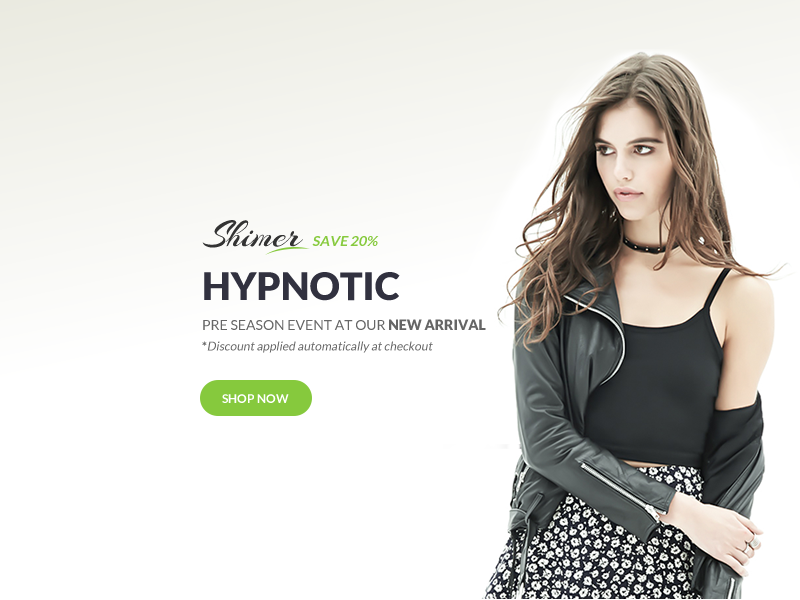 Shimer SAVE 20%
HYPNOTIC
PRE SEASON EVENT AT OUR NEW ARRIVAL
*Discount applied automatically at checkout
SHOP NOW